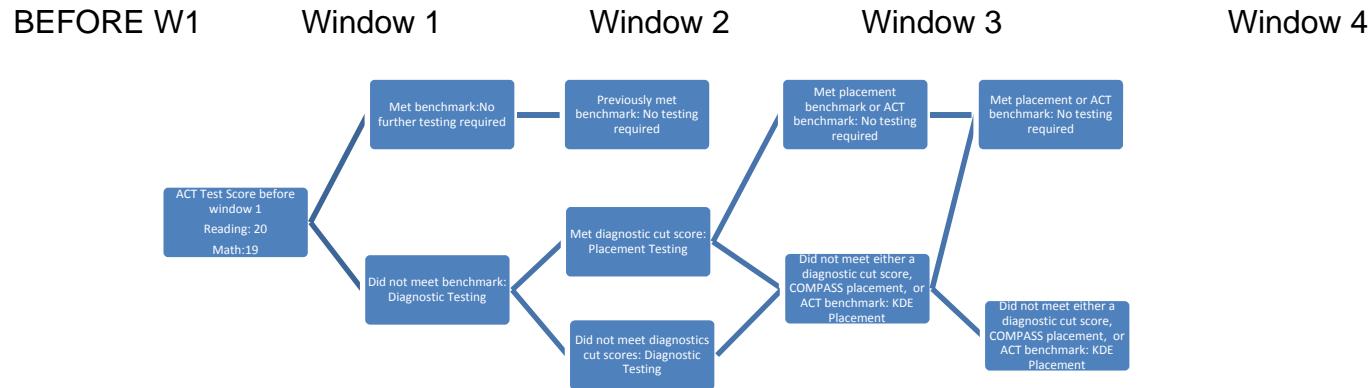 BEFORE W1 Window 1 Window 2 Window 3 Window 4
Met benchmark:No
further testing required
Previously met
benchmark: No testing
required
Met placement
benchmark or ACT
benchmark: No testing
required
Met placement or ACT
benchmark: No testing
required
ACT Test Score before
window 1
Reading: 20
Math:19
Met diagnostic cut score:
Placement Testing
Did not meet benchmark:
Diagnostic Testing
Did not meet either a
diagnostic cut score,
COMPASS placement, or
ACT benchmark: KDE
Placement
Did not meet diagnostics
cut scores: Diagnostic
Testing
Did not meet either a
diagnostic cut score,
COMPASS placement, or
ACT benchmark: KDE
Placement